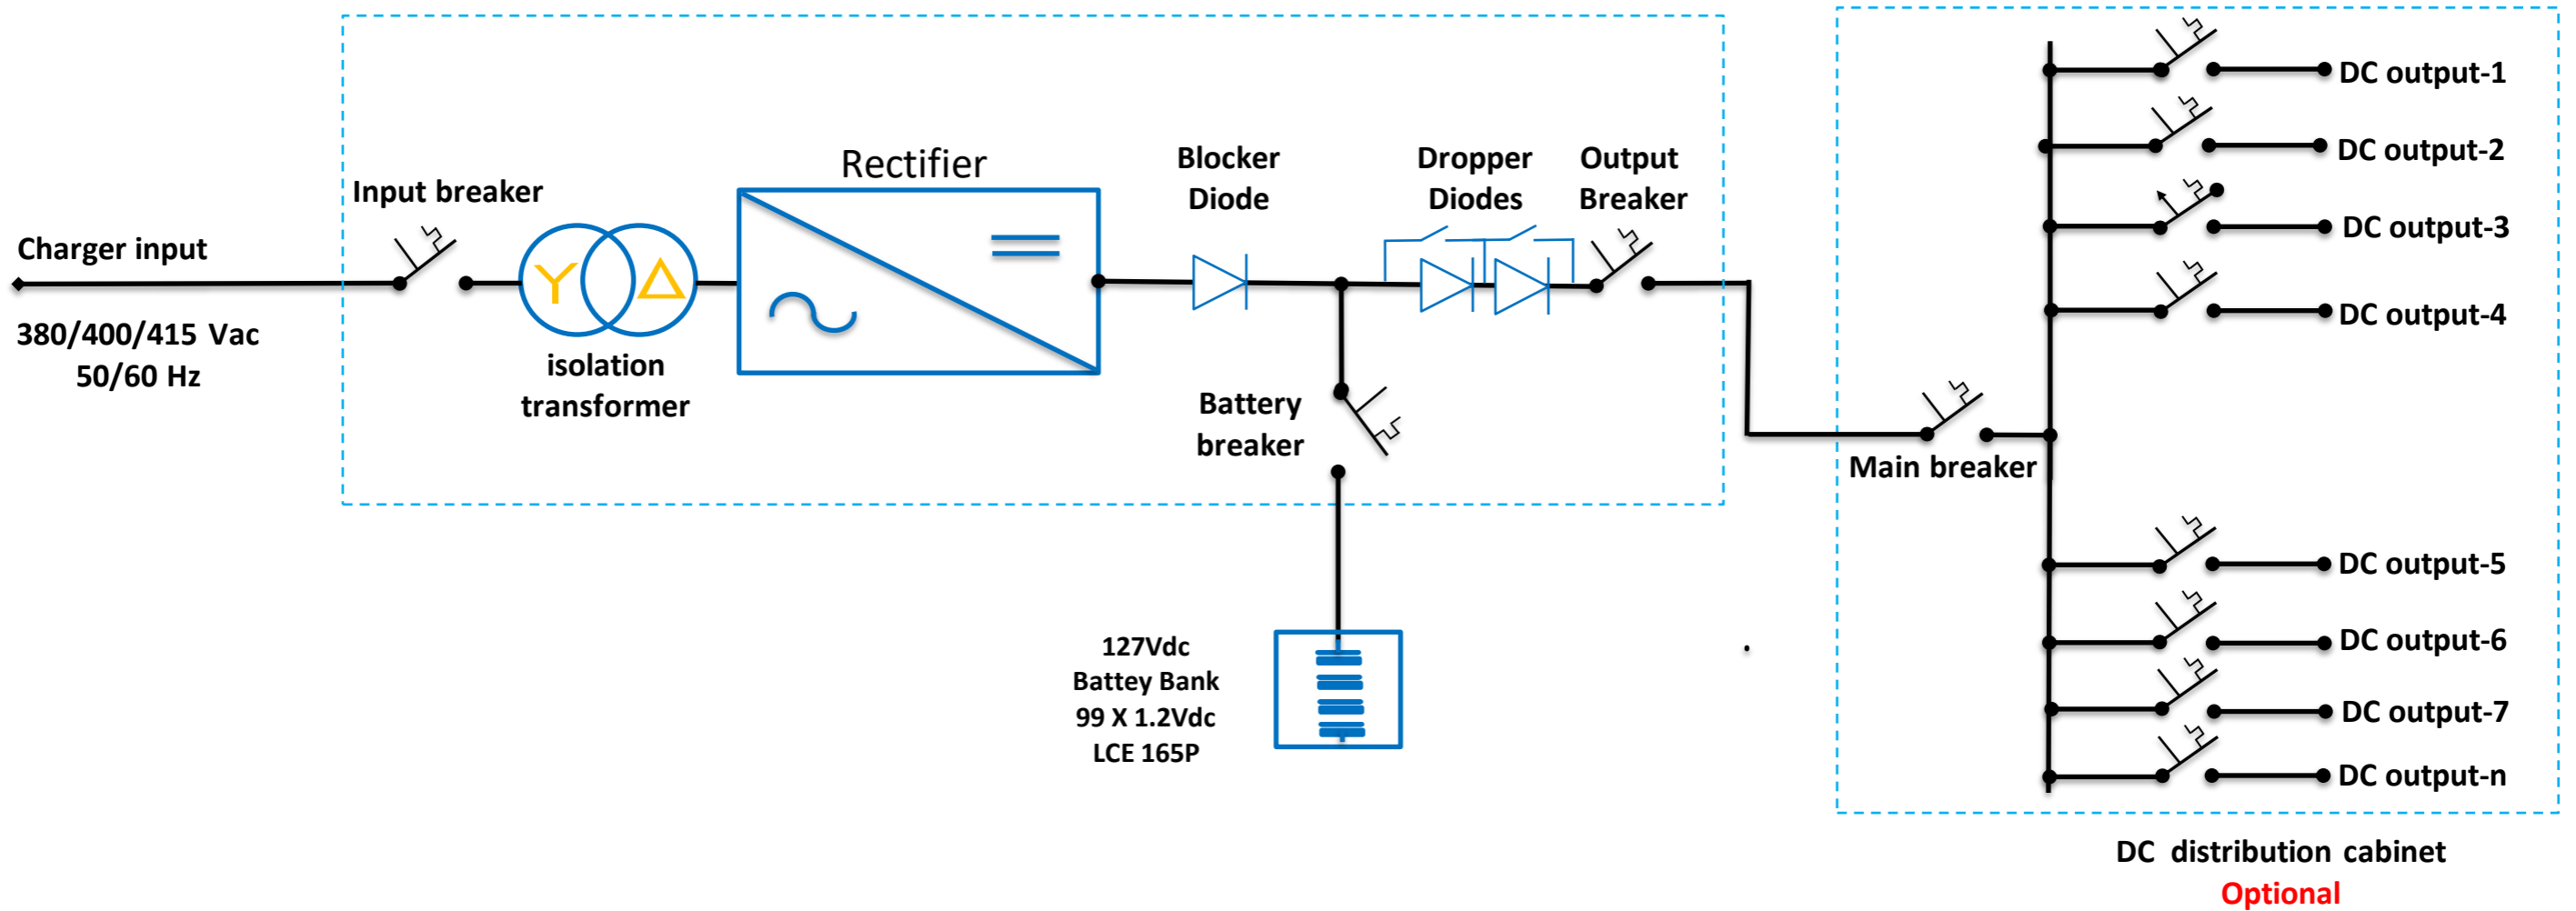 Charger input
380/400/415 Vac
50/60 Hz
Input breaker
isolation
transformer
Rectifier
Blocker
Diode
Dropper
Diodes
Output
Breaker
Battery
breaker
127Vdc
Battey Bank
99 X 1.2Vdc
LCE 165P
Main breaker
DC output-1
DC output-2
DC output-3
DC output-4
DC output-5
DC output-6
DC output-7
DC output-n
DC distribution cabinet
Optional